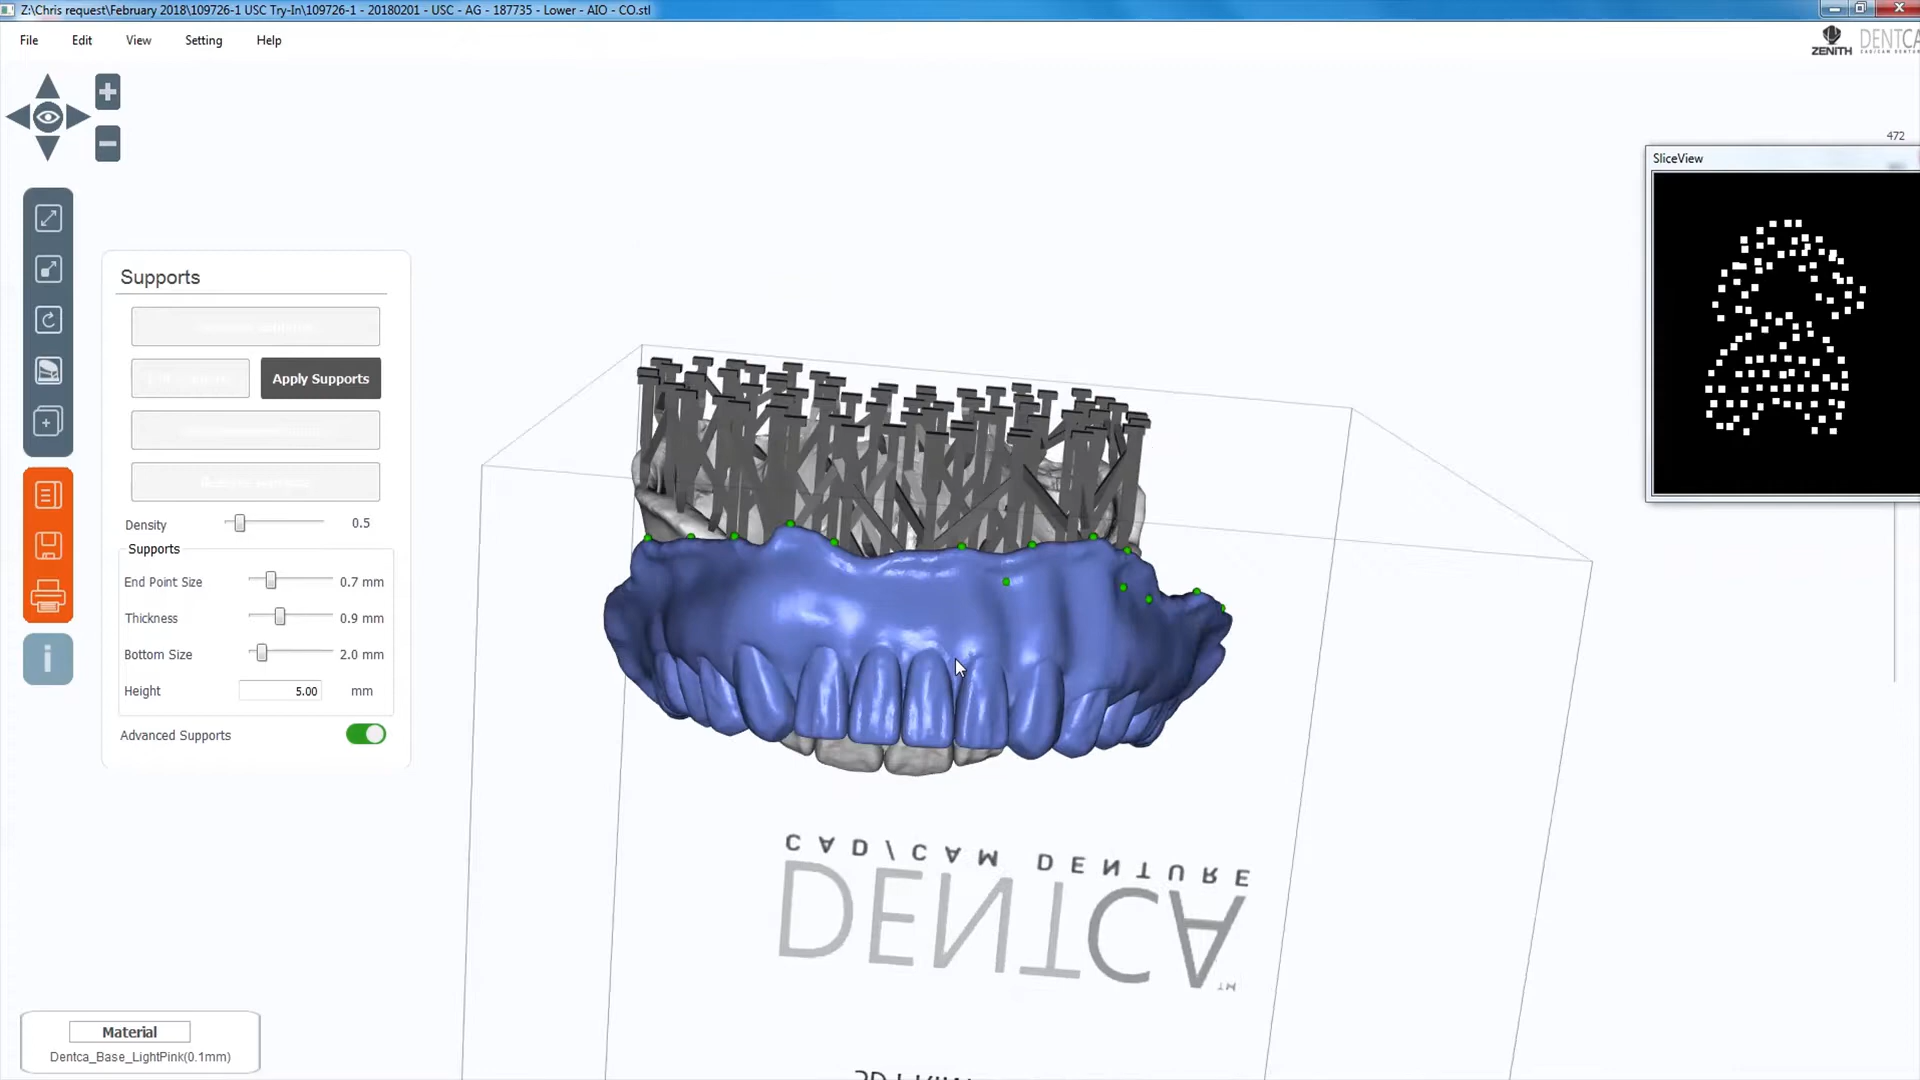 Z:\Chris request\February 2018\109726-1 USC Try-In\109726-1 - 20180201 - USC - AG - 187735 - Lower - AIO - CO.stl
File Edit View Setting Help
ZENITH
472
SliceView
Supports
Apply Supports
Density 0.5
Supports
End Point Size 0.7 mm
Thickness 0.9 mm
Bottom Size 2.0 mm
Height 5.00 mm
Advanced Supports
CAD/CAM DENTURE
DENTCA
TM
Material
Dentca_Base_LightPink(0.1mm)